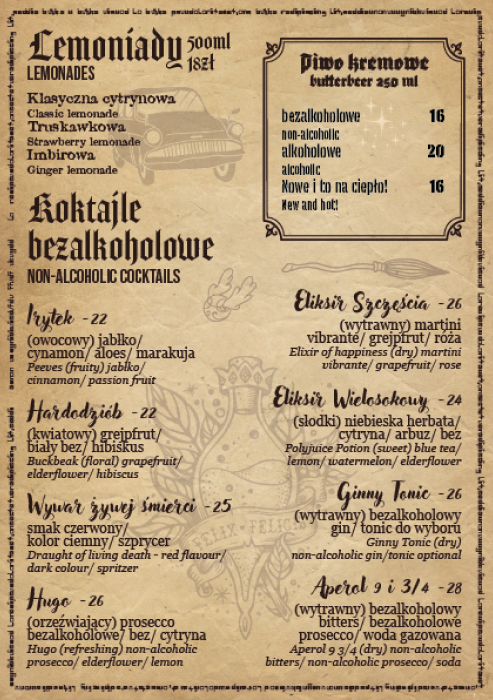 Lemoniady 500ml
18zł
LEMONADES
Klasyczna cytrynowa
Classic lemonade
Truskawkowa
Strawberry lemonade
Imbirowa
Ginger lemonade
Piwo kremowe
butterbeer 250 ml
bezalkoholowe 16
non-alcoholic
alkoholowe 20
alcoholic
Nowe i to na ciepło! 16
New and hot!
Koktajle
bezalkoholowe
NON-ALCOHOLIC COCKTAILS
Irytek - 22
(owocowy) jabłko/
cynamon/ aloes/ marakuja
Peeves (fruity) jabłko/
cinnamon/ passion fruit
Hardodziób - 22
(kwiatowy) grejpfrut/
biały bez/ hibiskus
Buckbeak (floral) grapefruit/
elderflower/ hibiscus
Wywar żywej śmierci - 25
smak czerwony/
kolor ciemny/ szprycer
Draught of living death - red flavour/
dark colour/ spritzer
Hugo - 26
(orzeźwiający) prosecco
bezalkoholowe/ bez/ cytryna
Hugo (refreshing) non-alcoholic
prosecco/ elderflower/ lemon
Eliksir Szczęścia - 26
(wytrawny) martini
vibrante/ grejpfrut/ róża
Elixir of happiness (dry) martini
vibrante/ grapefruit/ rose
Eliksir Wielosokowy - 24
(słodki) niebieska herbata/
cytryna/ arbuz/ bez
Polyjuice Potion (sweet) blue tea/
lemon/ watermelon/ elderflower
Ginny Tonic - 26
(wytrawny) bezalkoholowy
gin/ tonic do wyboru
Ginny Tonic (dry)
non-alcoholic gin/tonic optional
Aperol 9 i 3/4 - 28
(wytrawny) bezalkoholowy
bitters/ bezalkoholowe
prosecco/ woda gazowana
Aperol 9 3/4 (dry) non-alcoholic
bitters/ non-alcoholic prosecco/ soda
FELIX FELICIS